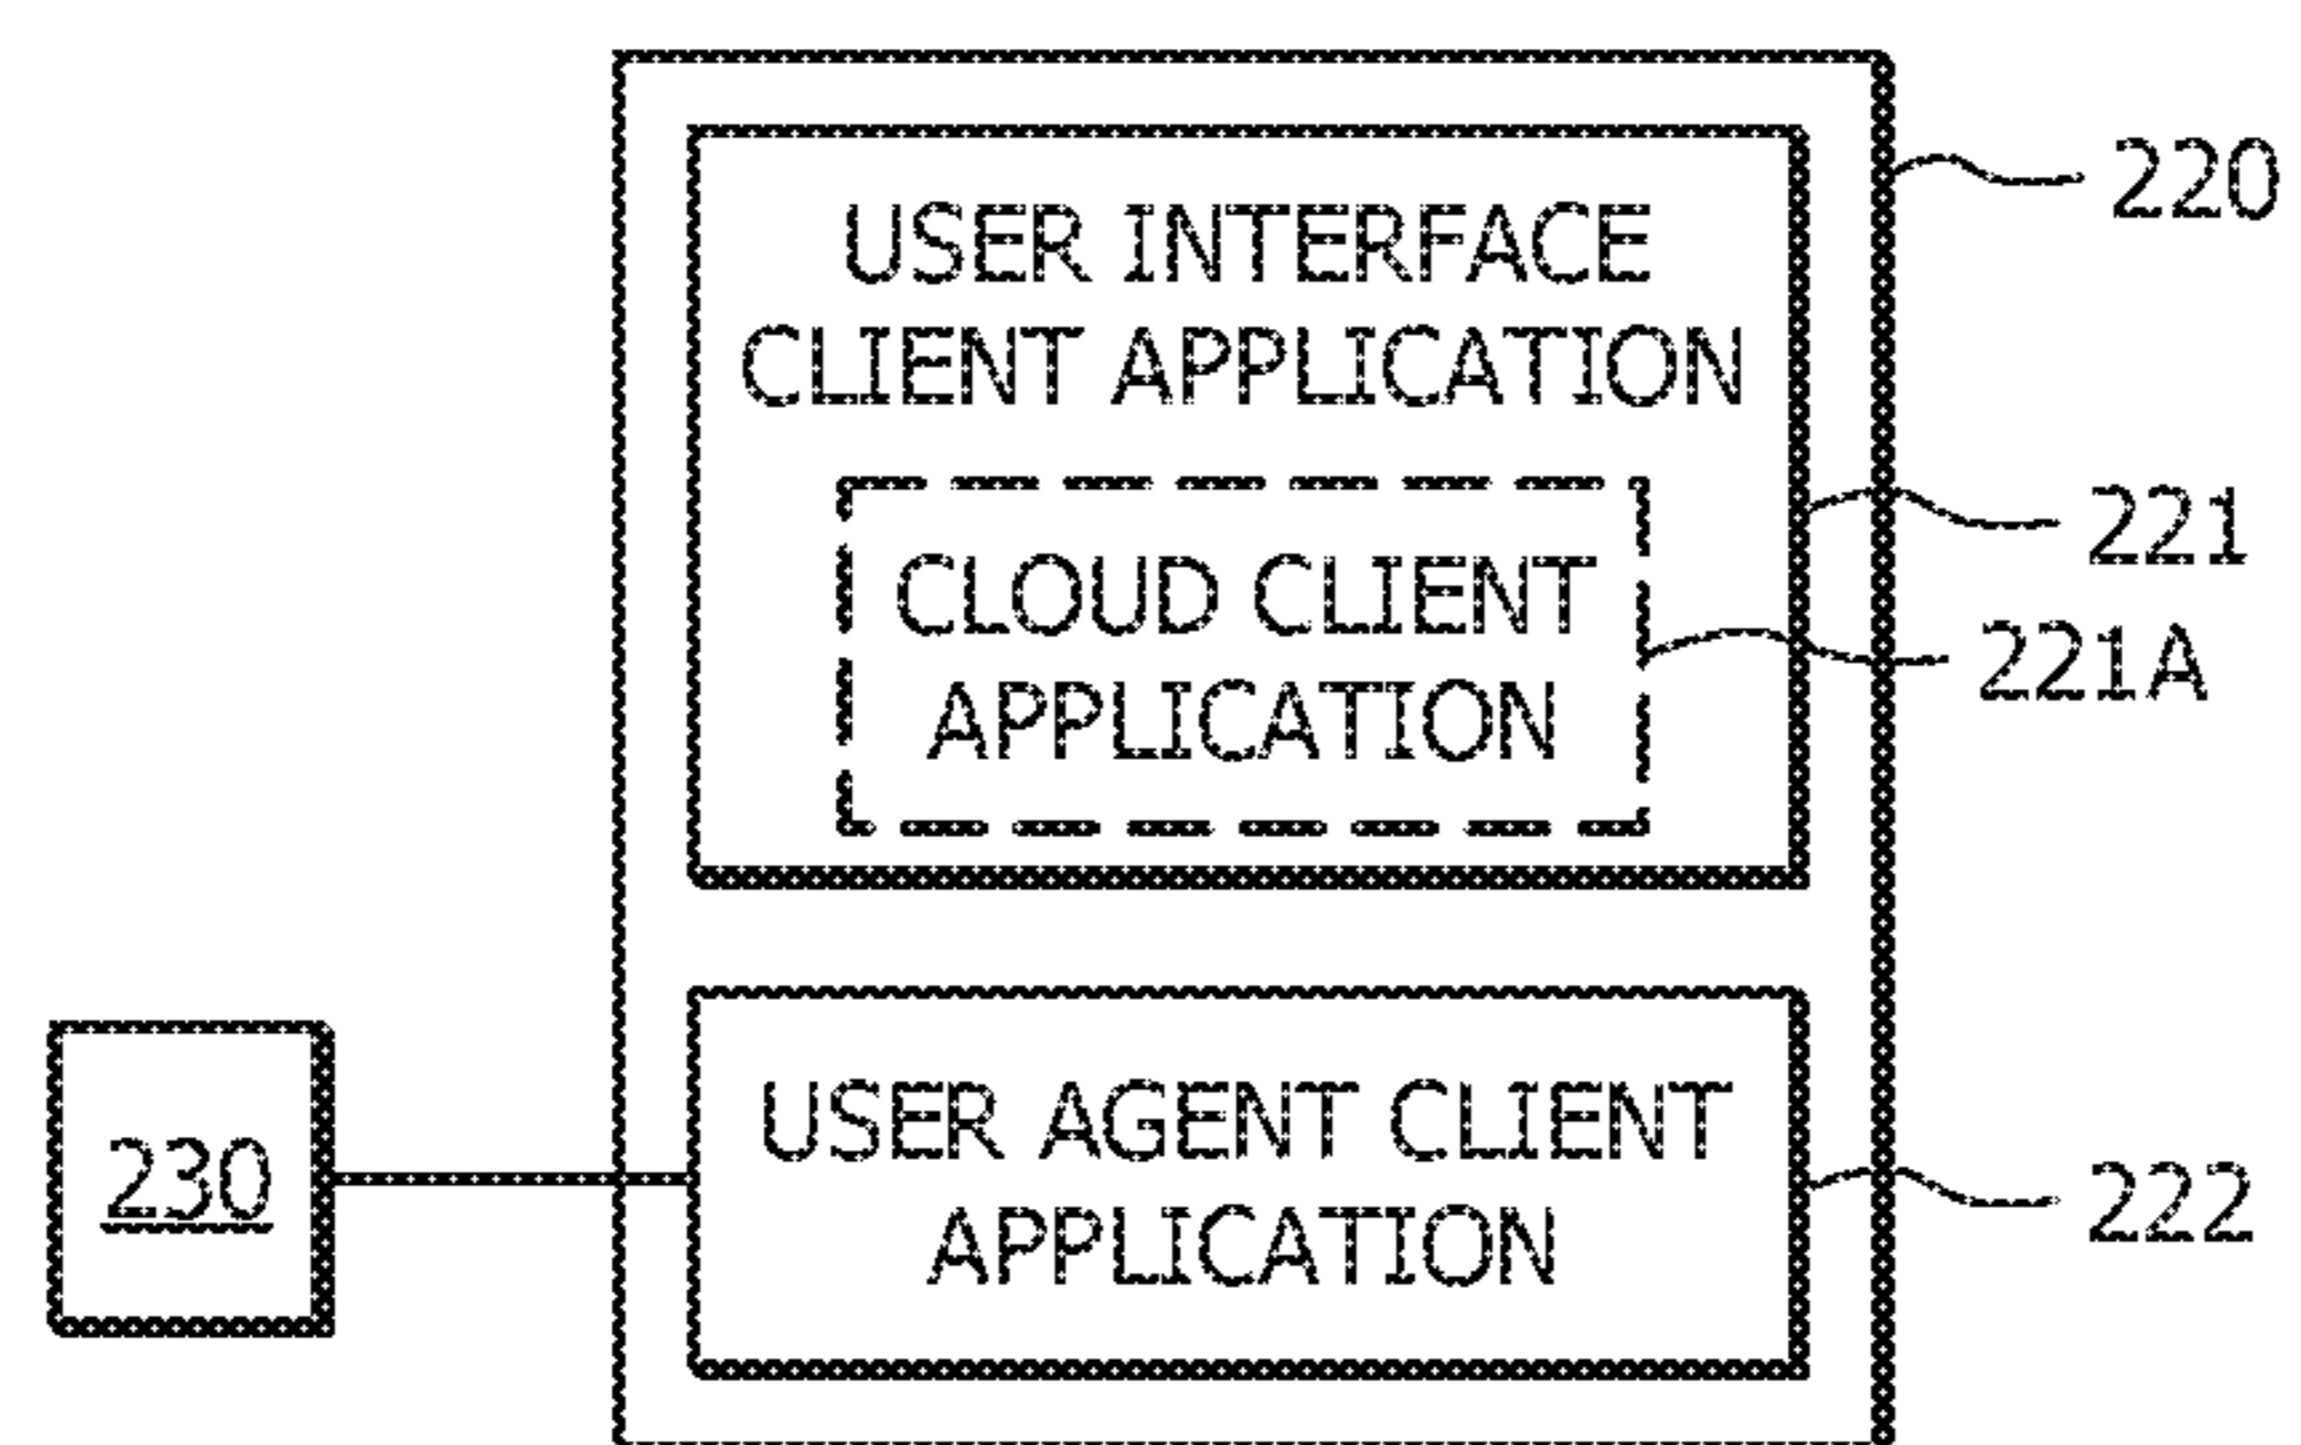 220
USER INTERFACE
CLIENT APPLICATION
221
CLOUD CLIENT
221A
APPLICATION
USER AGENT CLIENT
230
222
APPLICATION